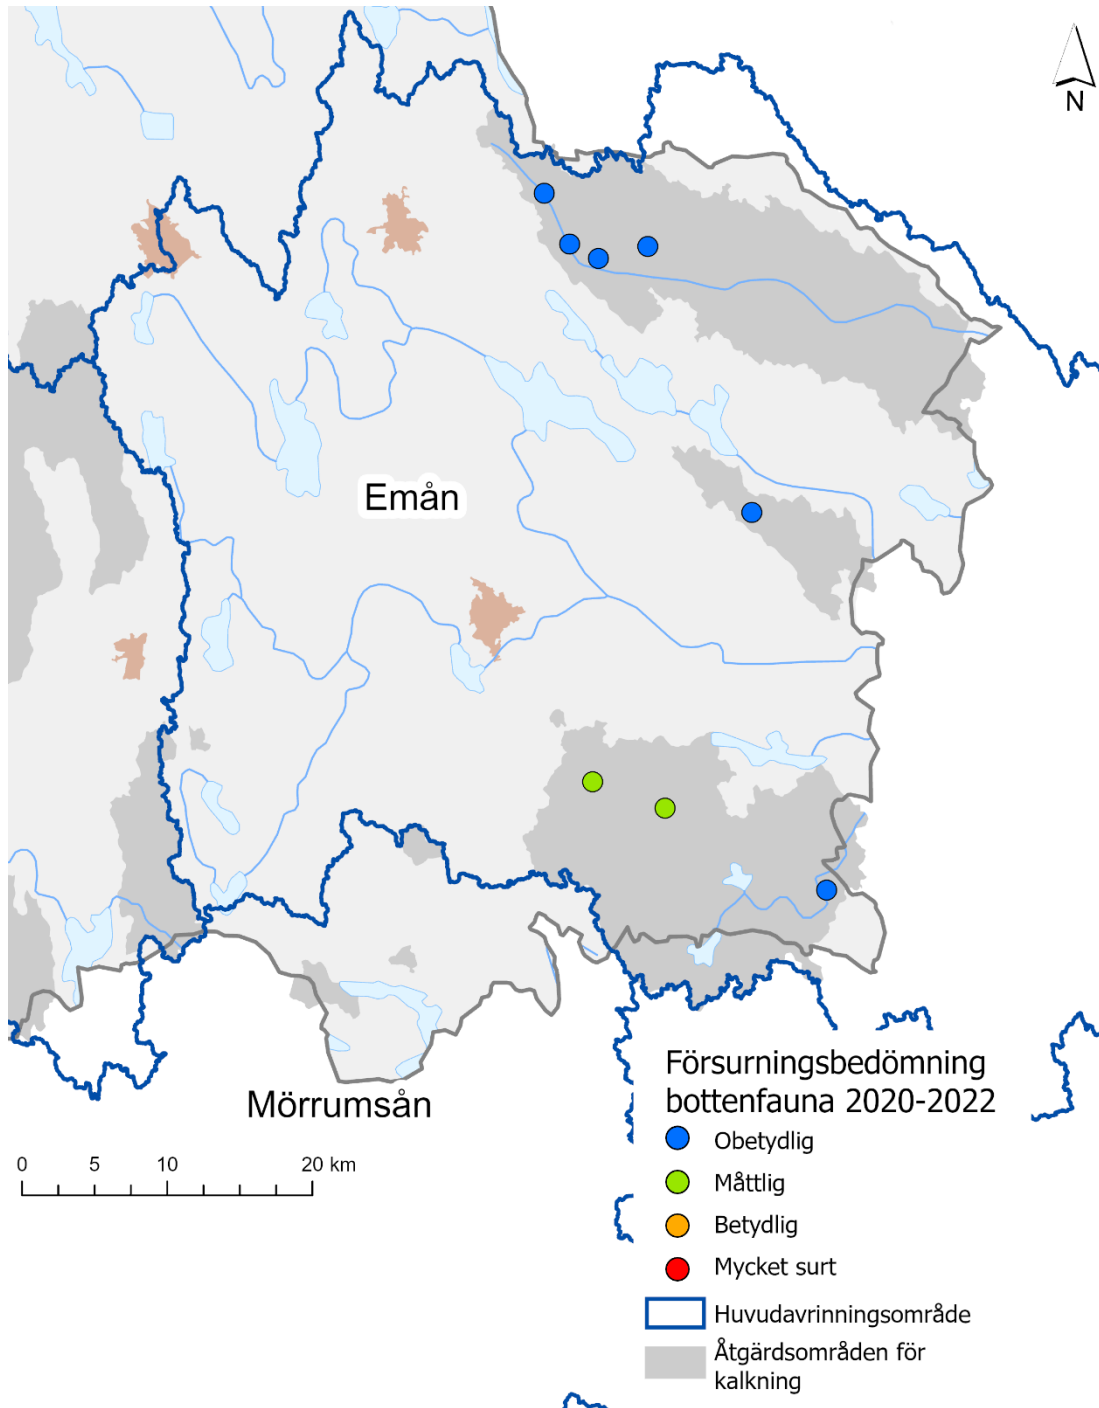 N
Emån
Mörrumsån
0 5 10 20 km
Försurningsbedömning
bottenfauna 2020-2022
Obetydlig
Måttlig
Betydlig
Mycket surt
Huvudavrinningsområde
Åtgärdsområden för
kalkning